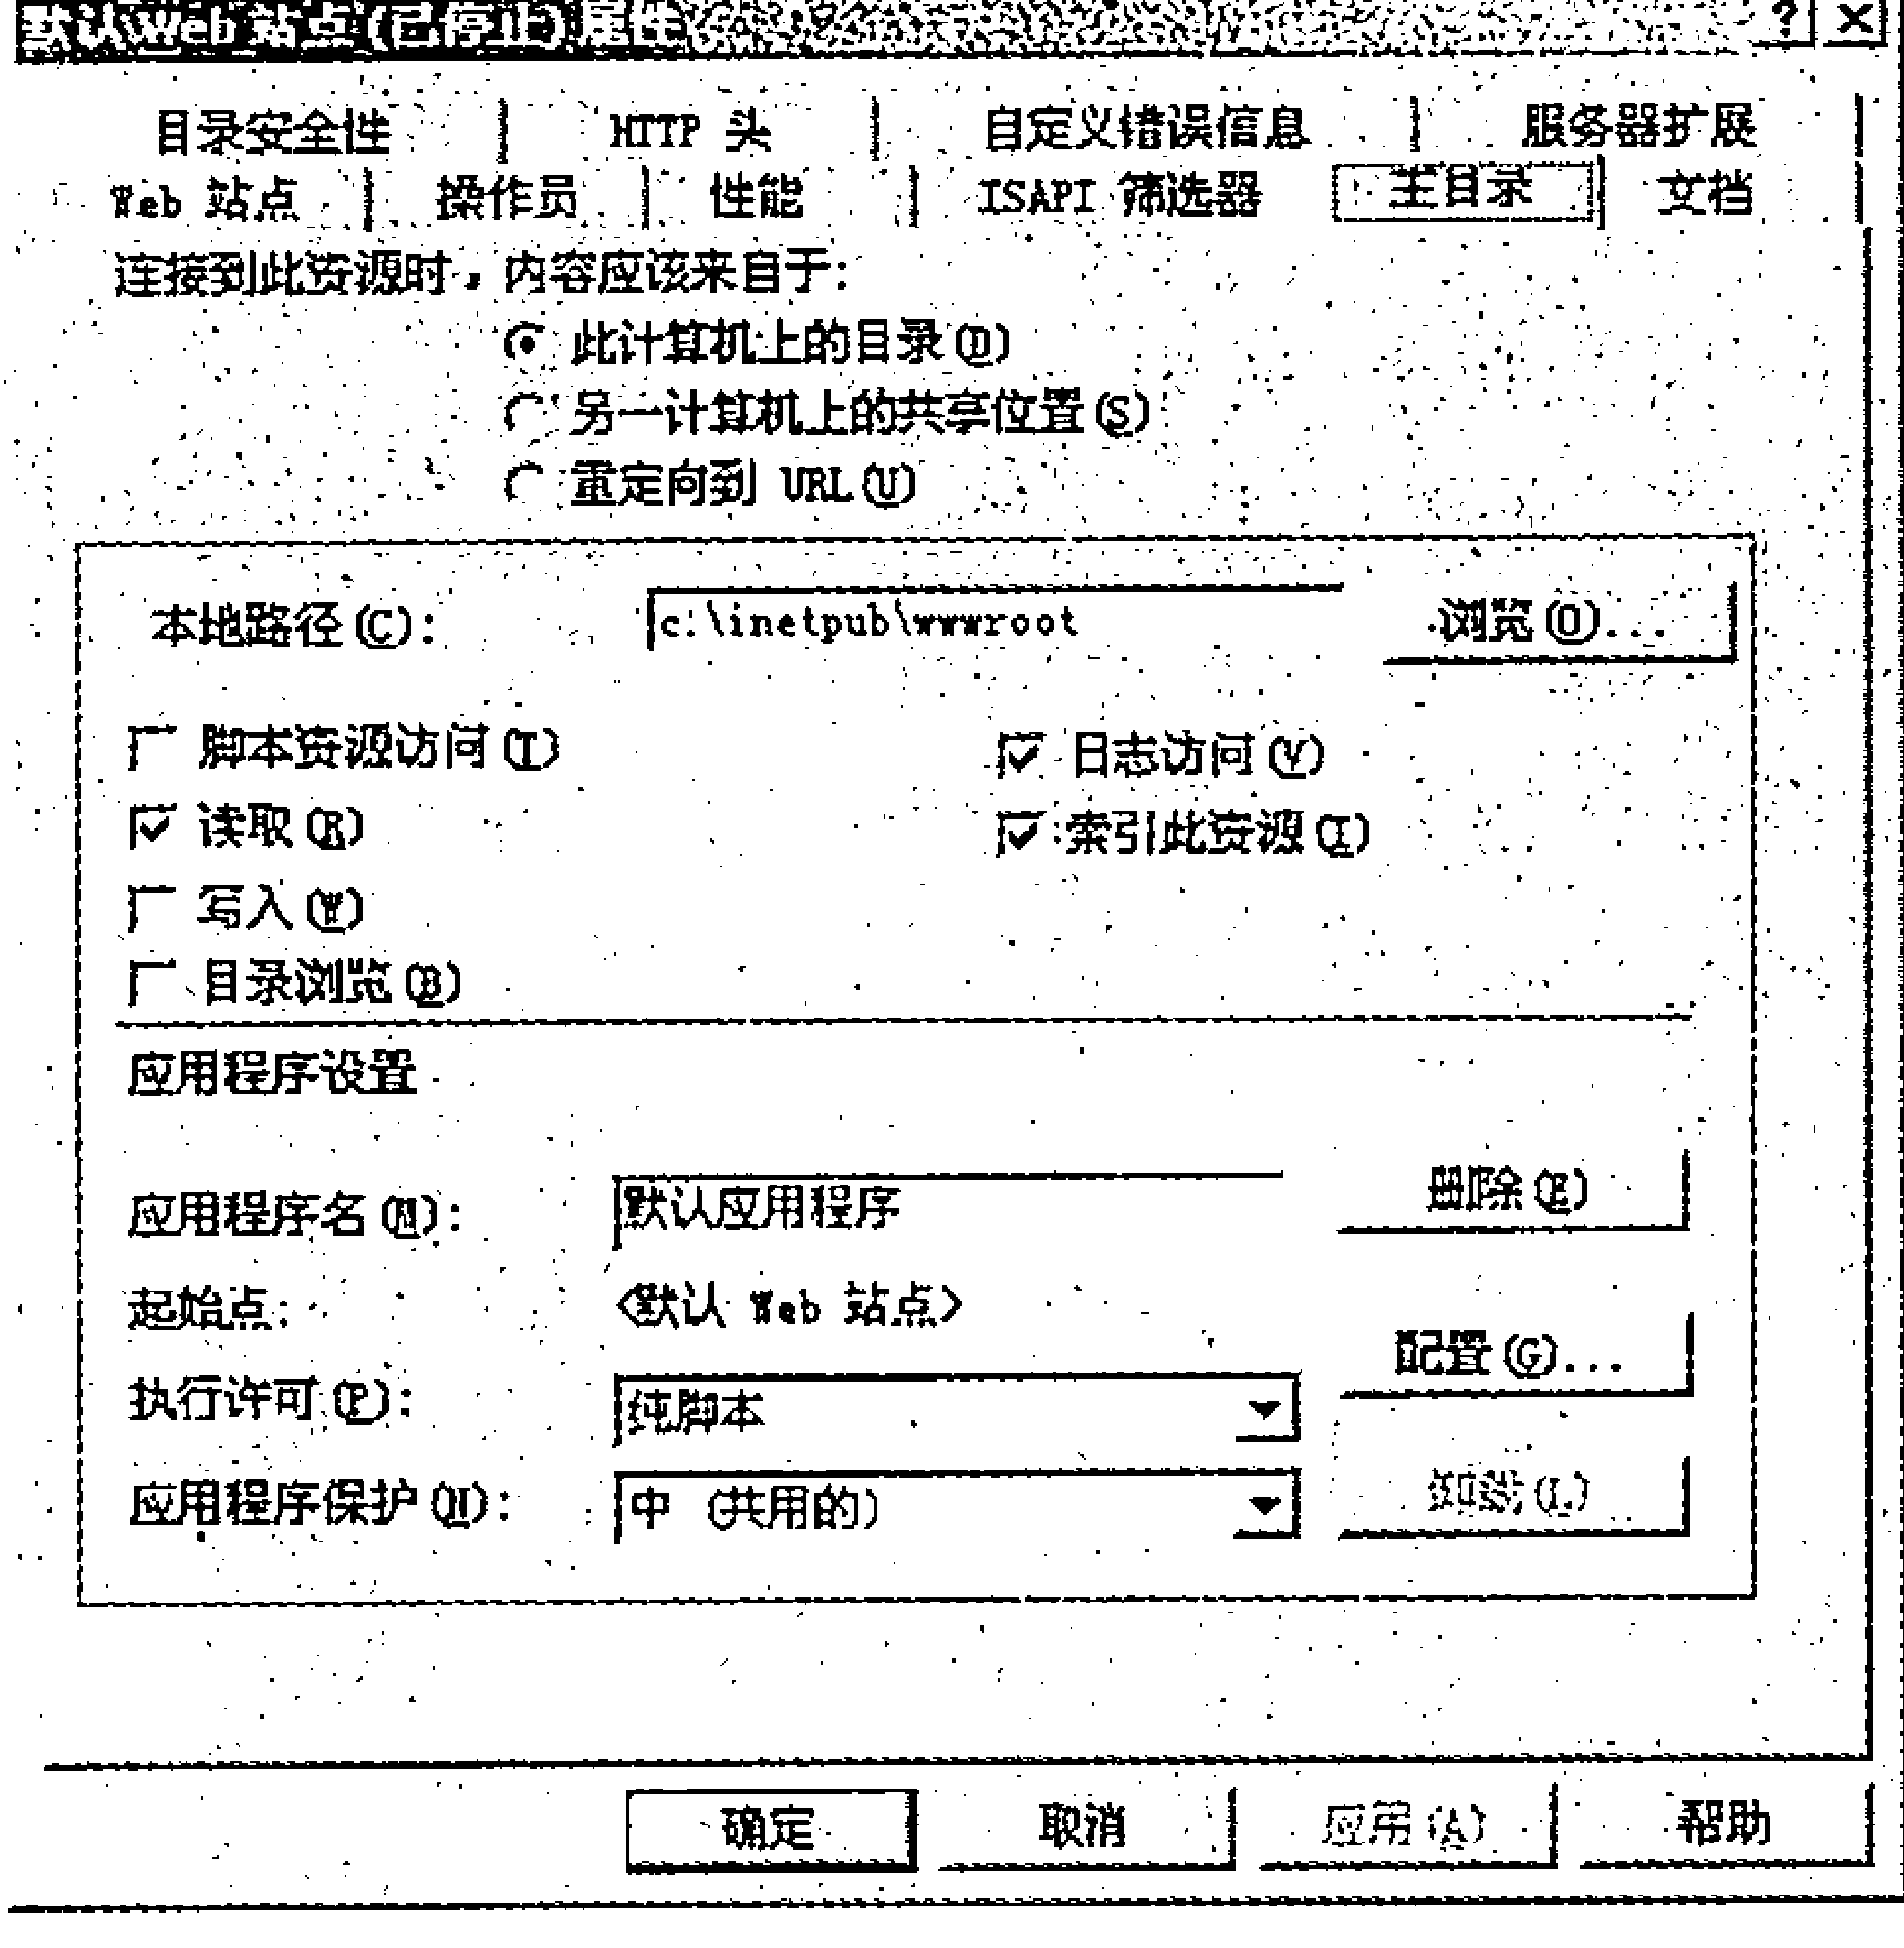 默认Web 站点(已停止)属性 ? ×
目录安全性 HTTP 头 自定义错误信息 服务器扩展
Web 站点 操作员 性能 ISAPI 筛选器 主目录 文档
连接到此资源时，内容应该来自于：
此计算机上的目录(D)
另一计算机上的共享位置(S)
重定向到 URL(U)
本地路径(C)： c:\inetpub\wwwroot 浏览(O)...
脚本资源访问(T) 日志访问(V)
读取(R) 索引此资源(I)
写入(W)
目录浏览(B)
应用程序设置
应用程序名(M)： 默认应用程序 删除(E)
起始点： <默认 Web 站点>
配置(G)...
执行许可(P)： 纯脚本
应用程序保护(N)： 中 (共用的) 卸载(L)
确定 取消 应用(A) 帮助